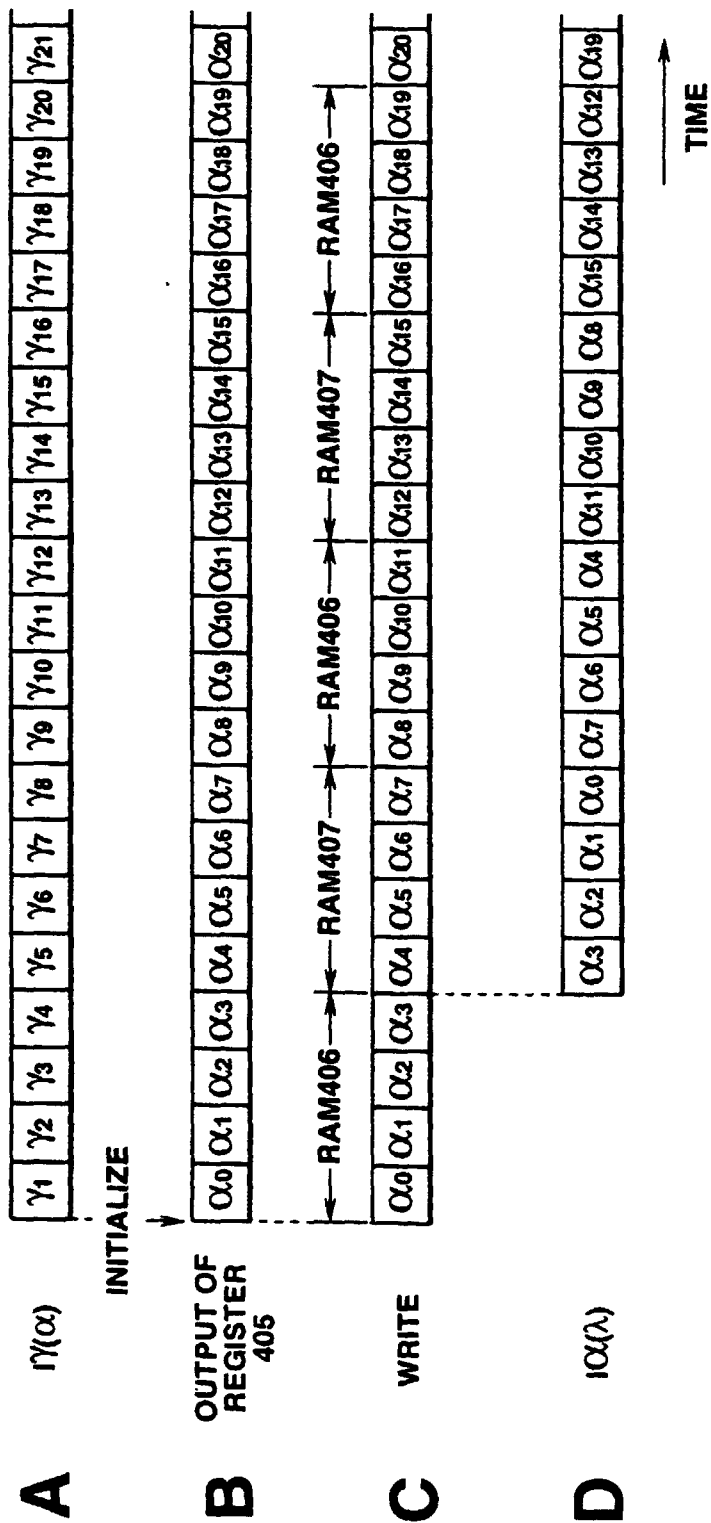 A
Iγ(α)
γ1 γ2 γ3 γ4 γ5 γ6 γ7 γ8 γ9 γ10 γ11 γ12 γ13 γ14 γ15 γ16 γ17 γ18 γ19 γ20 γ21
INITIALIZE
B
OUTPUT OF
REGISTER
405
α0 α1 α2 α3 α4 α5 α6 α7 α8 α9 α10 α11 α12 α13 α14 α15 α16 α17 α18 α19 α20
RAM406 RAM407 RAM406 RAM407 RAM406
C
WRITE
α0 α1 α2 α3 α4 α5 α6 α7 α8 α9 α10 α11 α12 α13 α14 α15 α16 α17 α18 α19 α20
D
Iα(λ)
α3 α2 α1 α0 α7 α6 α5 α4 α11 α10 α9 α8 α15 α14 α13 α12 α19
TIME